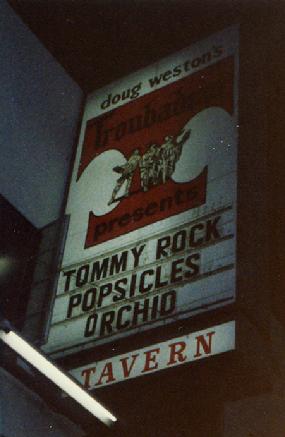 doug weston's
Troubadour
presents
TOMMY ROCK
POPSICLES
ORCHID
TAVERN